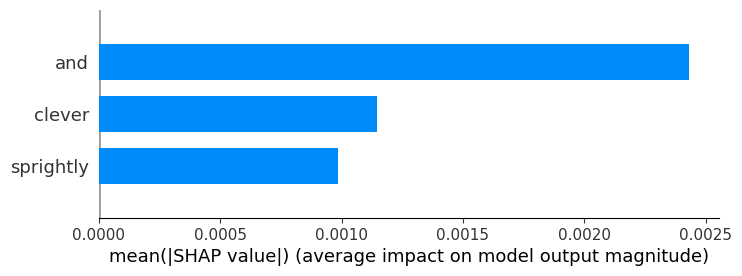 and
clever
sprightly
0.0000 0.0005 0.0010 0.0015 0.0020 0.0025
mean(|SHAP value|) (average impact on model output magnitude)